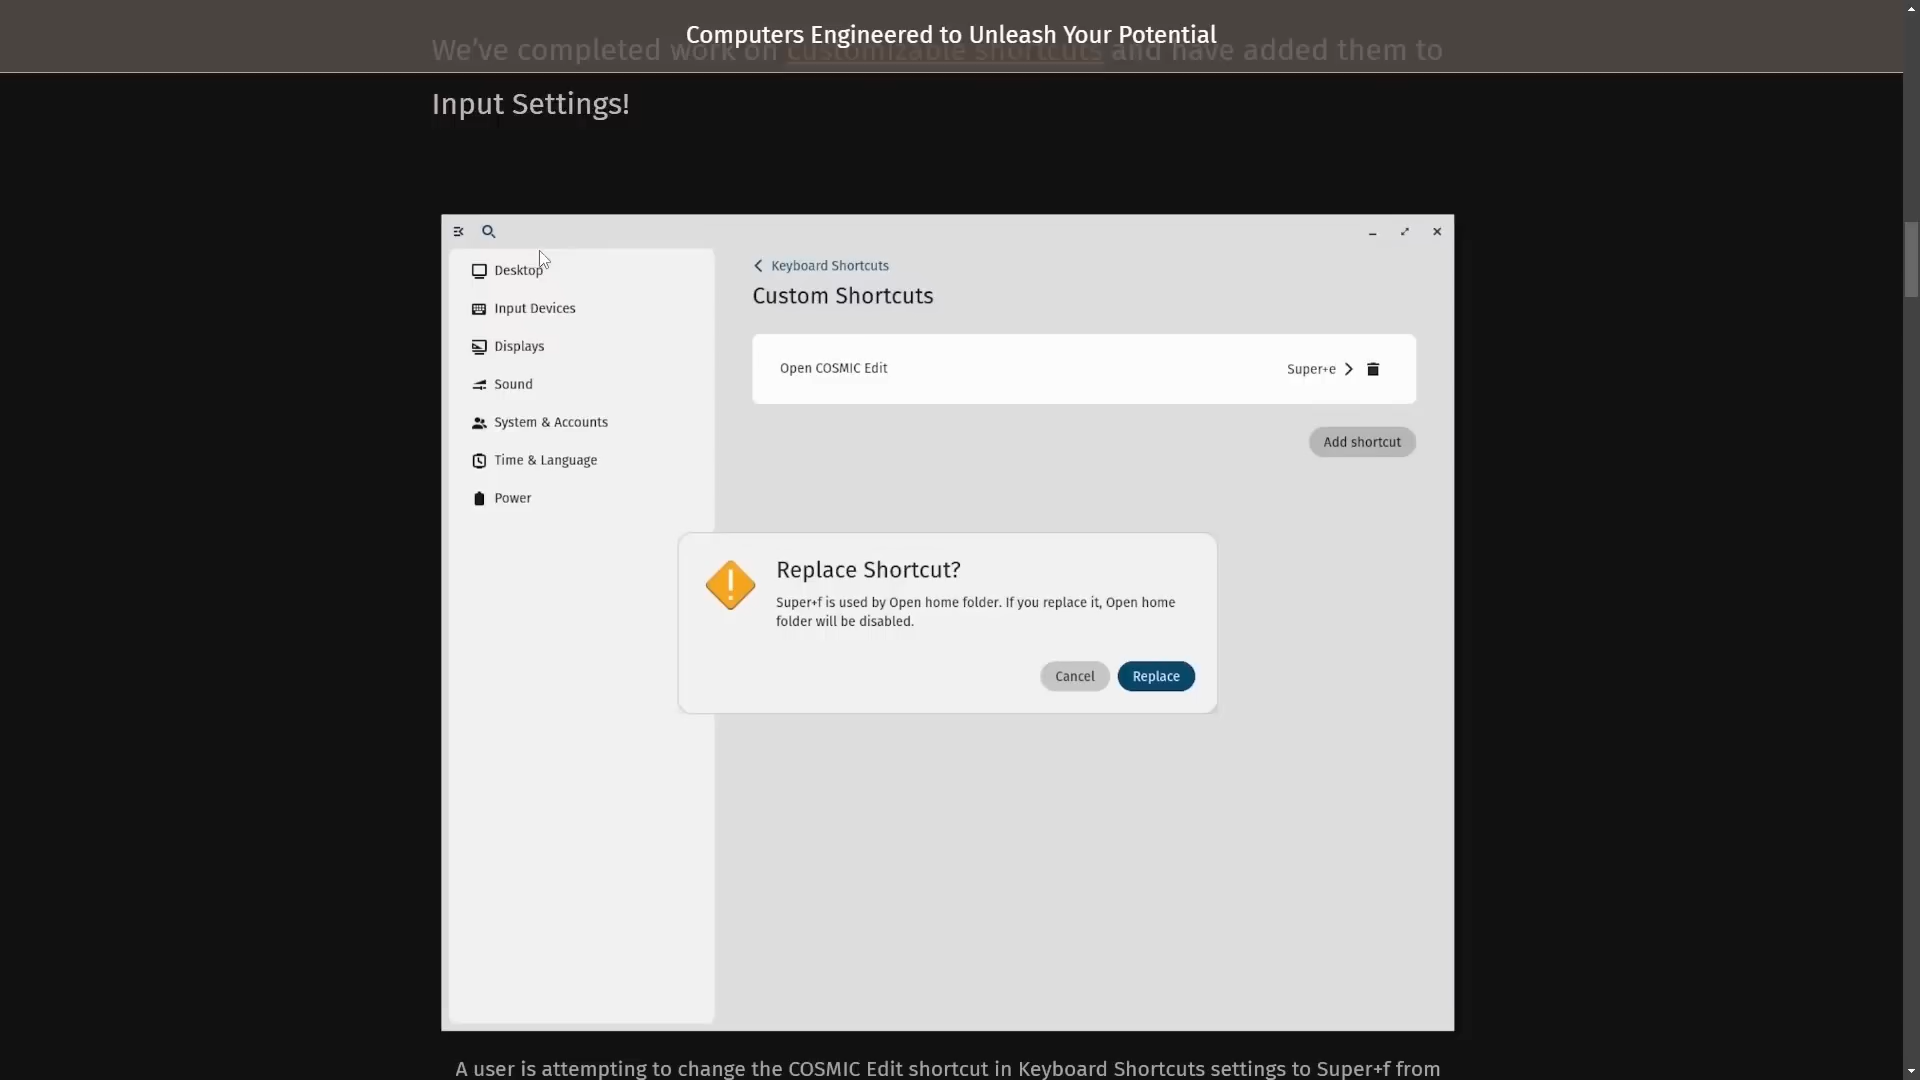 Computers Engineered to Unleash Your Potential
We’ve completed work on customizable shortcuts and have added them to
Input Settings!
Desktop
Input Devices
Displays
Sound
System & Accounts
Time & Language
Power
Keyboard Shortcuts
Custom Shortcuts
Open COSMIC Edit
Super+e
Add shortcut
Replace Shortcut?
Super+f is used by Open home folder. If you replace it, Open home
folder will be disabled.
Cancel
Replace
A user is attempting to change the COSMIC Edit shortcut in Keyboard Shortcuts settings to Super+f from